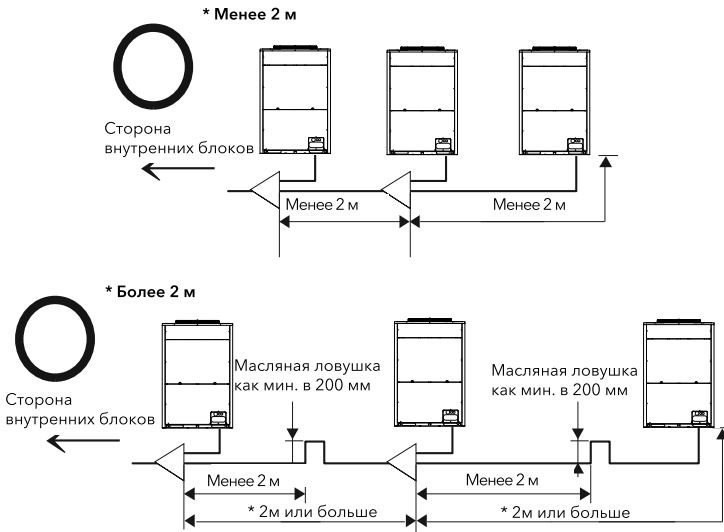 * Менее 2 м
Сторона
внутренних блоков
Менее 2 м
Менее 2 м
* Более 2 м
Масляная ловушка
как мин. в 200 мм
Масляная ловушка
как мин. в 200 мм
Сторона
внутренних блоков
Менее 2 м
Менее 2 м
* 2м или больше
* 2м или больше